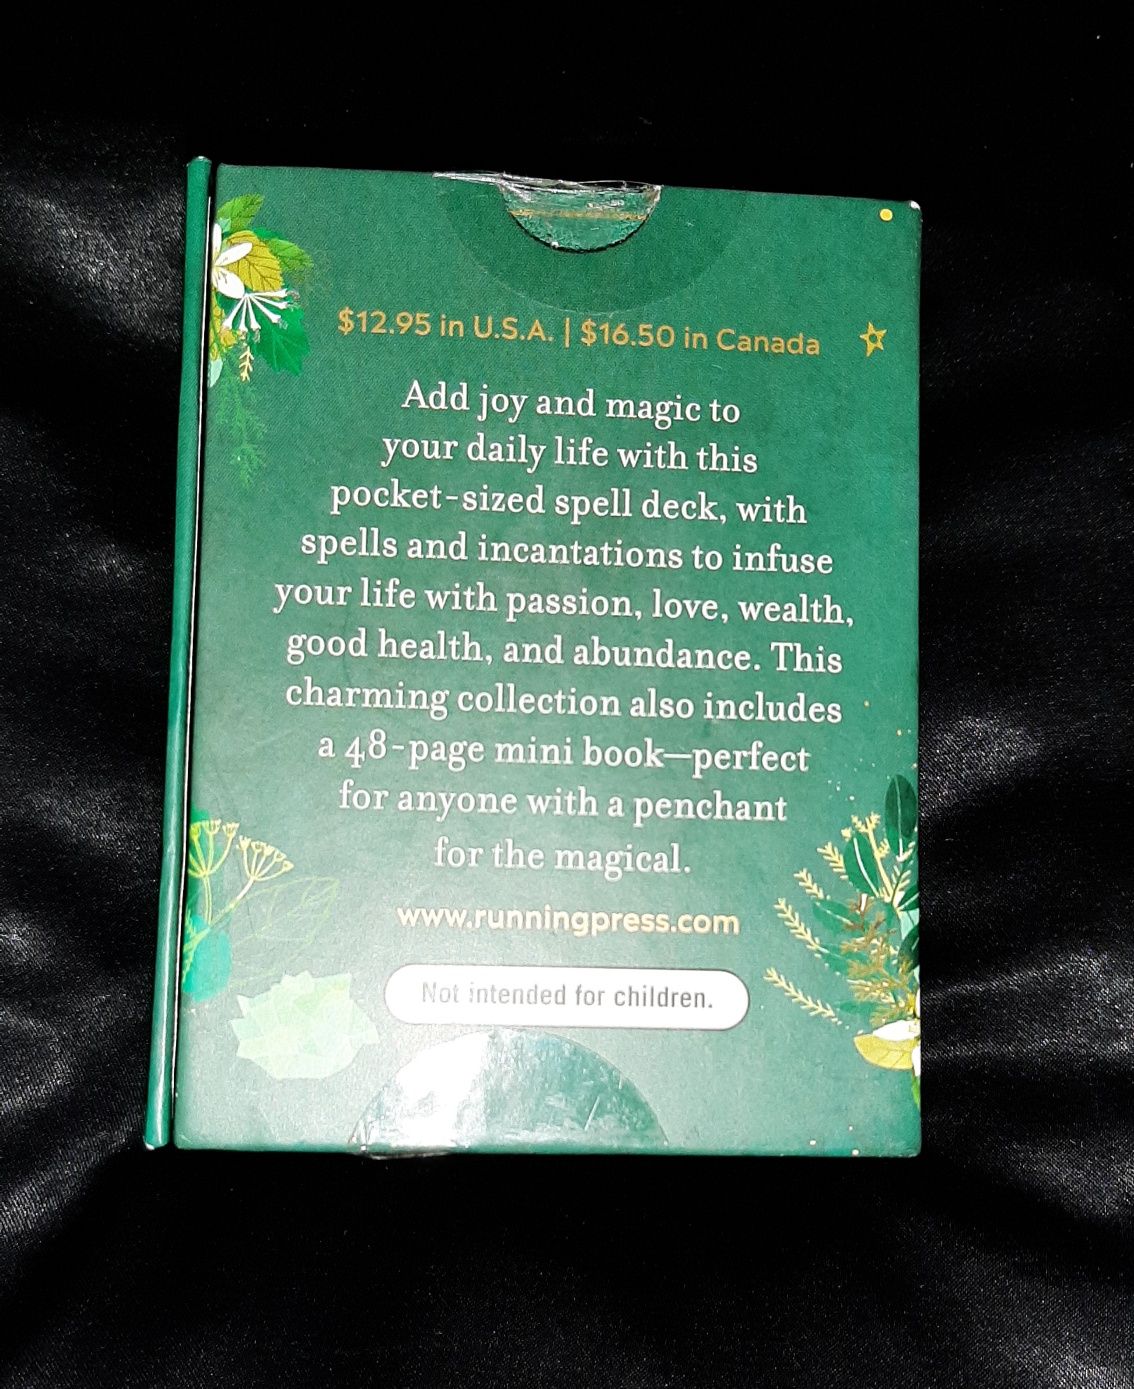 $12.95 in U.S.A. | $16.50 in Canada
Add joy and magic to
your daily life with this
pocket-sized spell deck, with
spells and incantations to infuse
your life with passion, love, wealth,
good health, and abundance. This
charming collection also includes
a 48-page mini book—perfect
for anyone with a penchant
for the magical.
www.runningpress.com
Not intended for children.